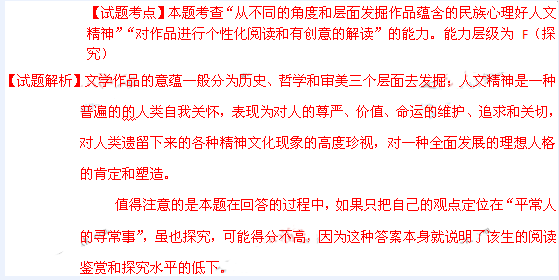 【试题考点】本题考查“从不同的角度和层面发掘作品蕴含的民族心理好人文
精神”“对作品进行个性化阅读和有创意的解读”的能力。能力层级为 F（探
究）
【试题解析】文学作品的意蕴一般分为历史、哲学和审美三个层面去发掘；人文精神是一种
普遍的的人类自我关怀，表现为对人的尊严、价值、命运的维护、追求和关切，
对人类遗留下来的各种精神文化现象的高度珍视，对一种全面发展的理想人格
的肯定和塑造。
值得注意的是本题在回答的过程中，如果只把自己的观点定位在“平常人
的寻常事”，虽也探究，可能得分不高，因为这种答案本身就说明了该生的阅读
鉴赏和探究水平的低下。